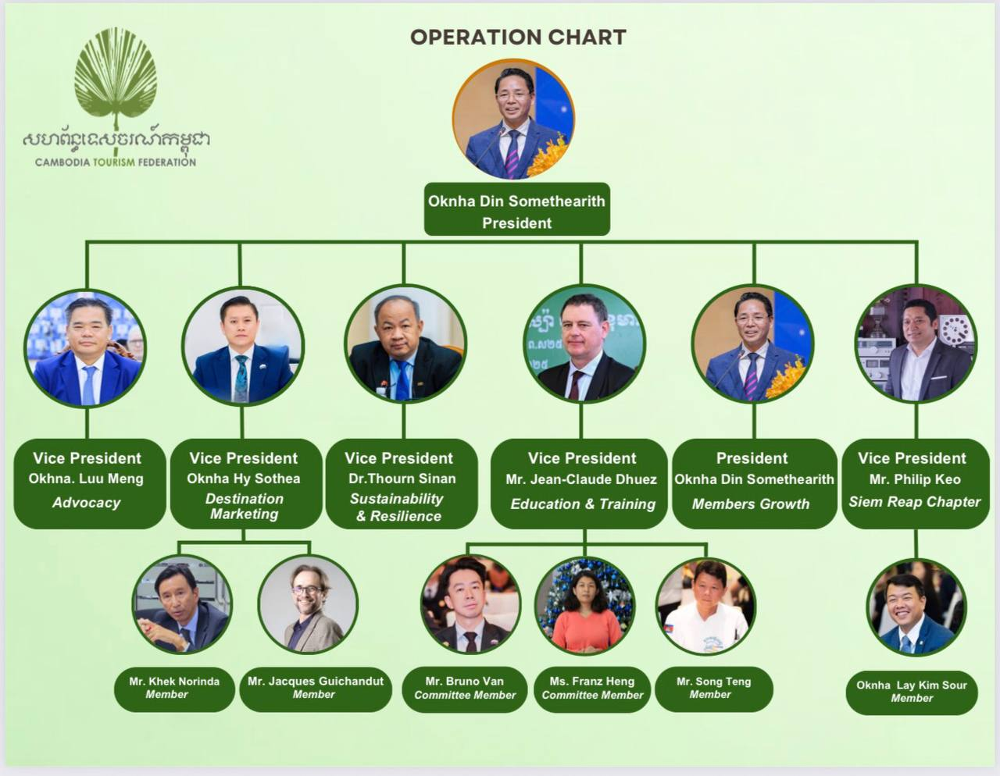 OPERATION CHART
សហព័ន្ធទេសចរណ៍កម្ពុជា
CAMBODIA TOURISM FEDERATION
Oknha Din Somethearith
President
Vice President
Okhna. Luu Meng
Advocacy
Vice President
Oknha Hy Sothea
Destination
Marketing
Vice President
Dr.Thourn Sinan
Sustainability
& Resilience
Vice President
Mr. Jean-Claude Dhuez
Education & Training
President
Oknha Din Somethearith
Members Growth
Vice President
Mr. Philip Keo
Siem Reap Chapter
Mr. Khek Norinda
Member
Mr. Jacques Guichandut
Member
Mr. Bruno Van
Committee Member
Ms. Franz Heng
Committee Member
Mr. Song Teng
Member
Oknha Lay Kim Sour
Member